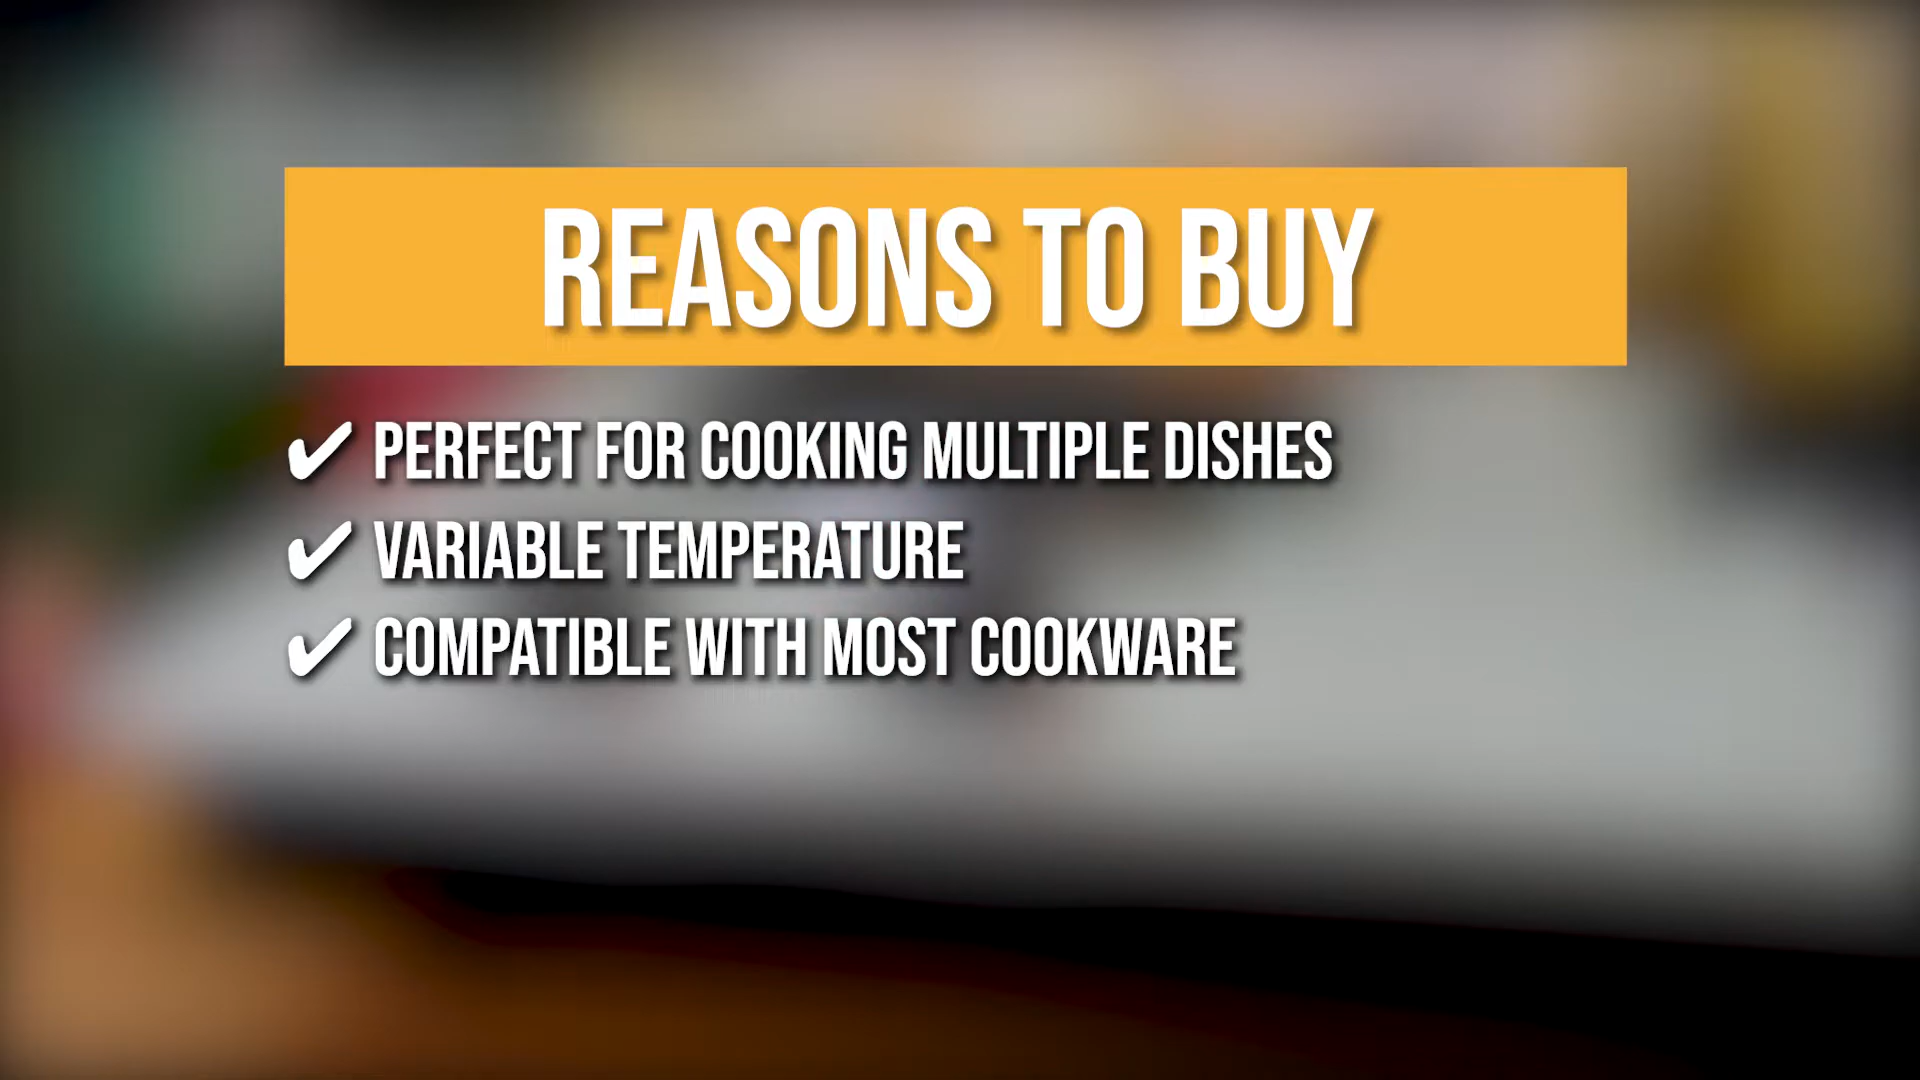 REASONS TO BUY
✔ PERFECT FOR COOKING MULTIPLE DISHES
✔ VARIABLE TEMPERATURE
✔ COMPATIBLE WITH MOST COOKWARE